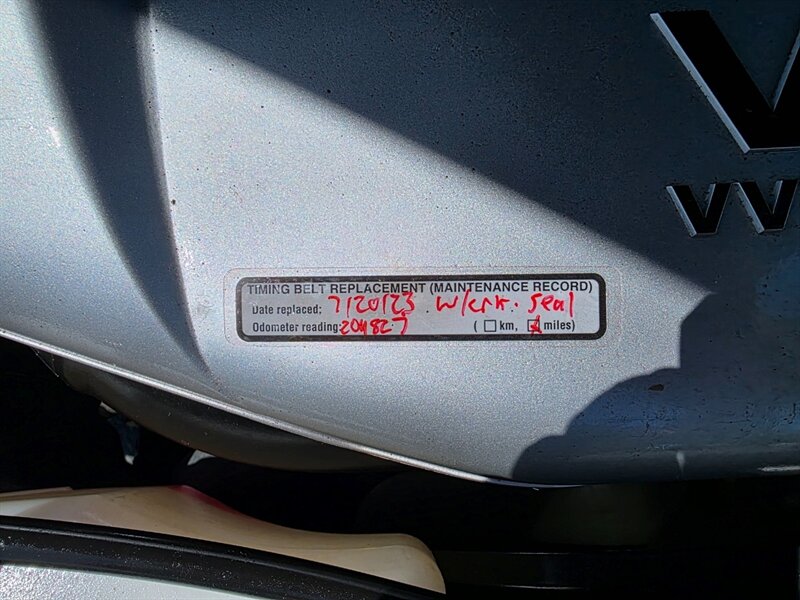 V
W
TIMING BELT REPLACEMENT (MAINTENANCE RECORD)
Date replaced: 7/20/23 w/crk. seal
Odometer reading: 204827 ( km, miles)